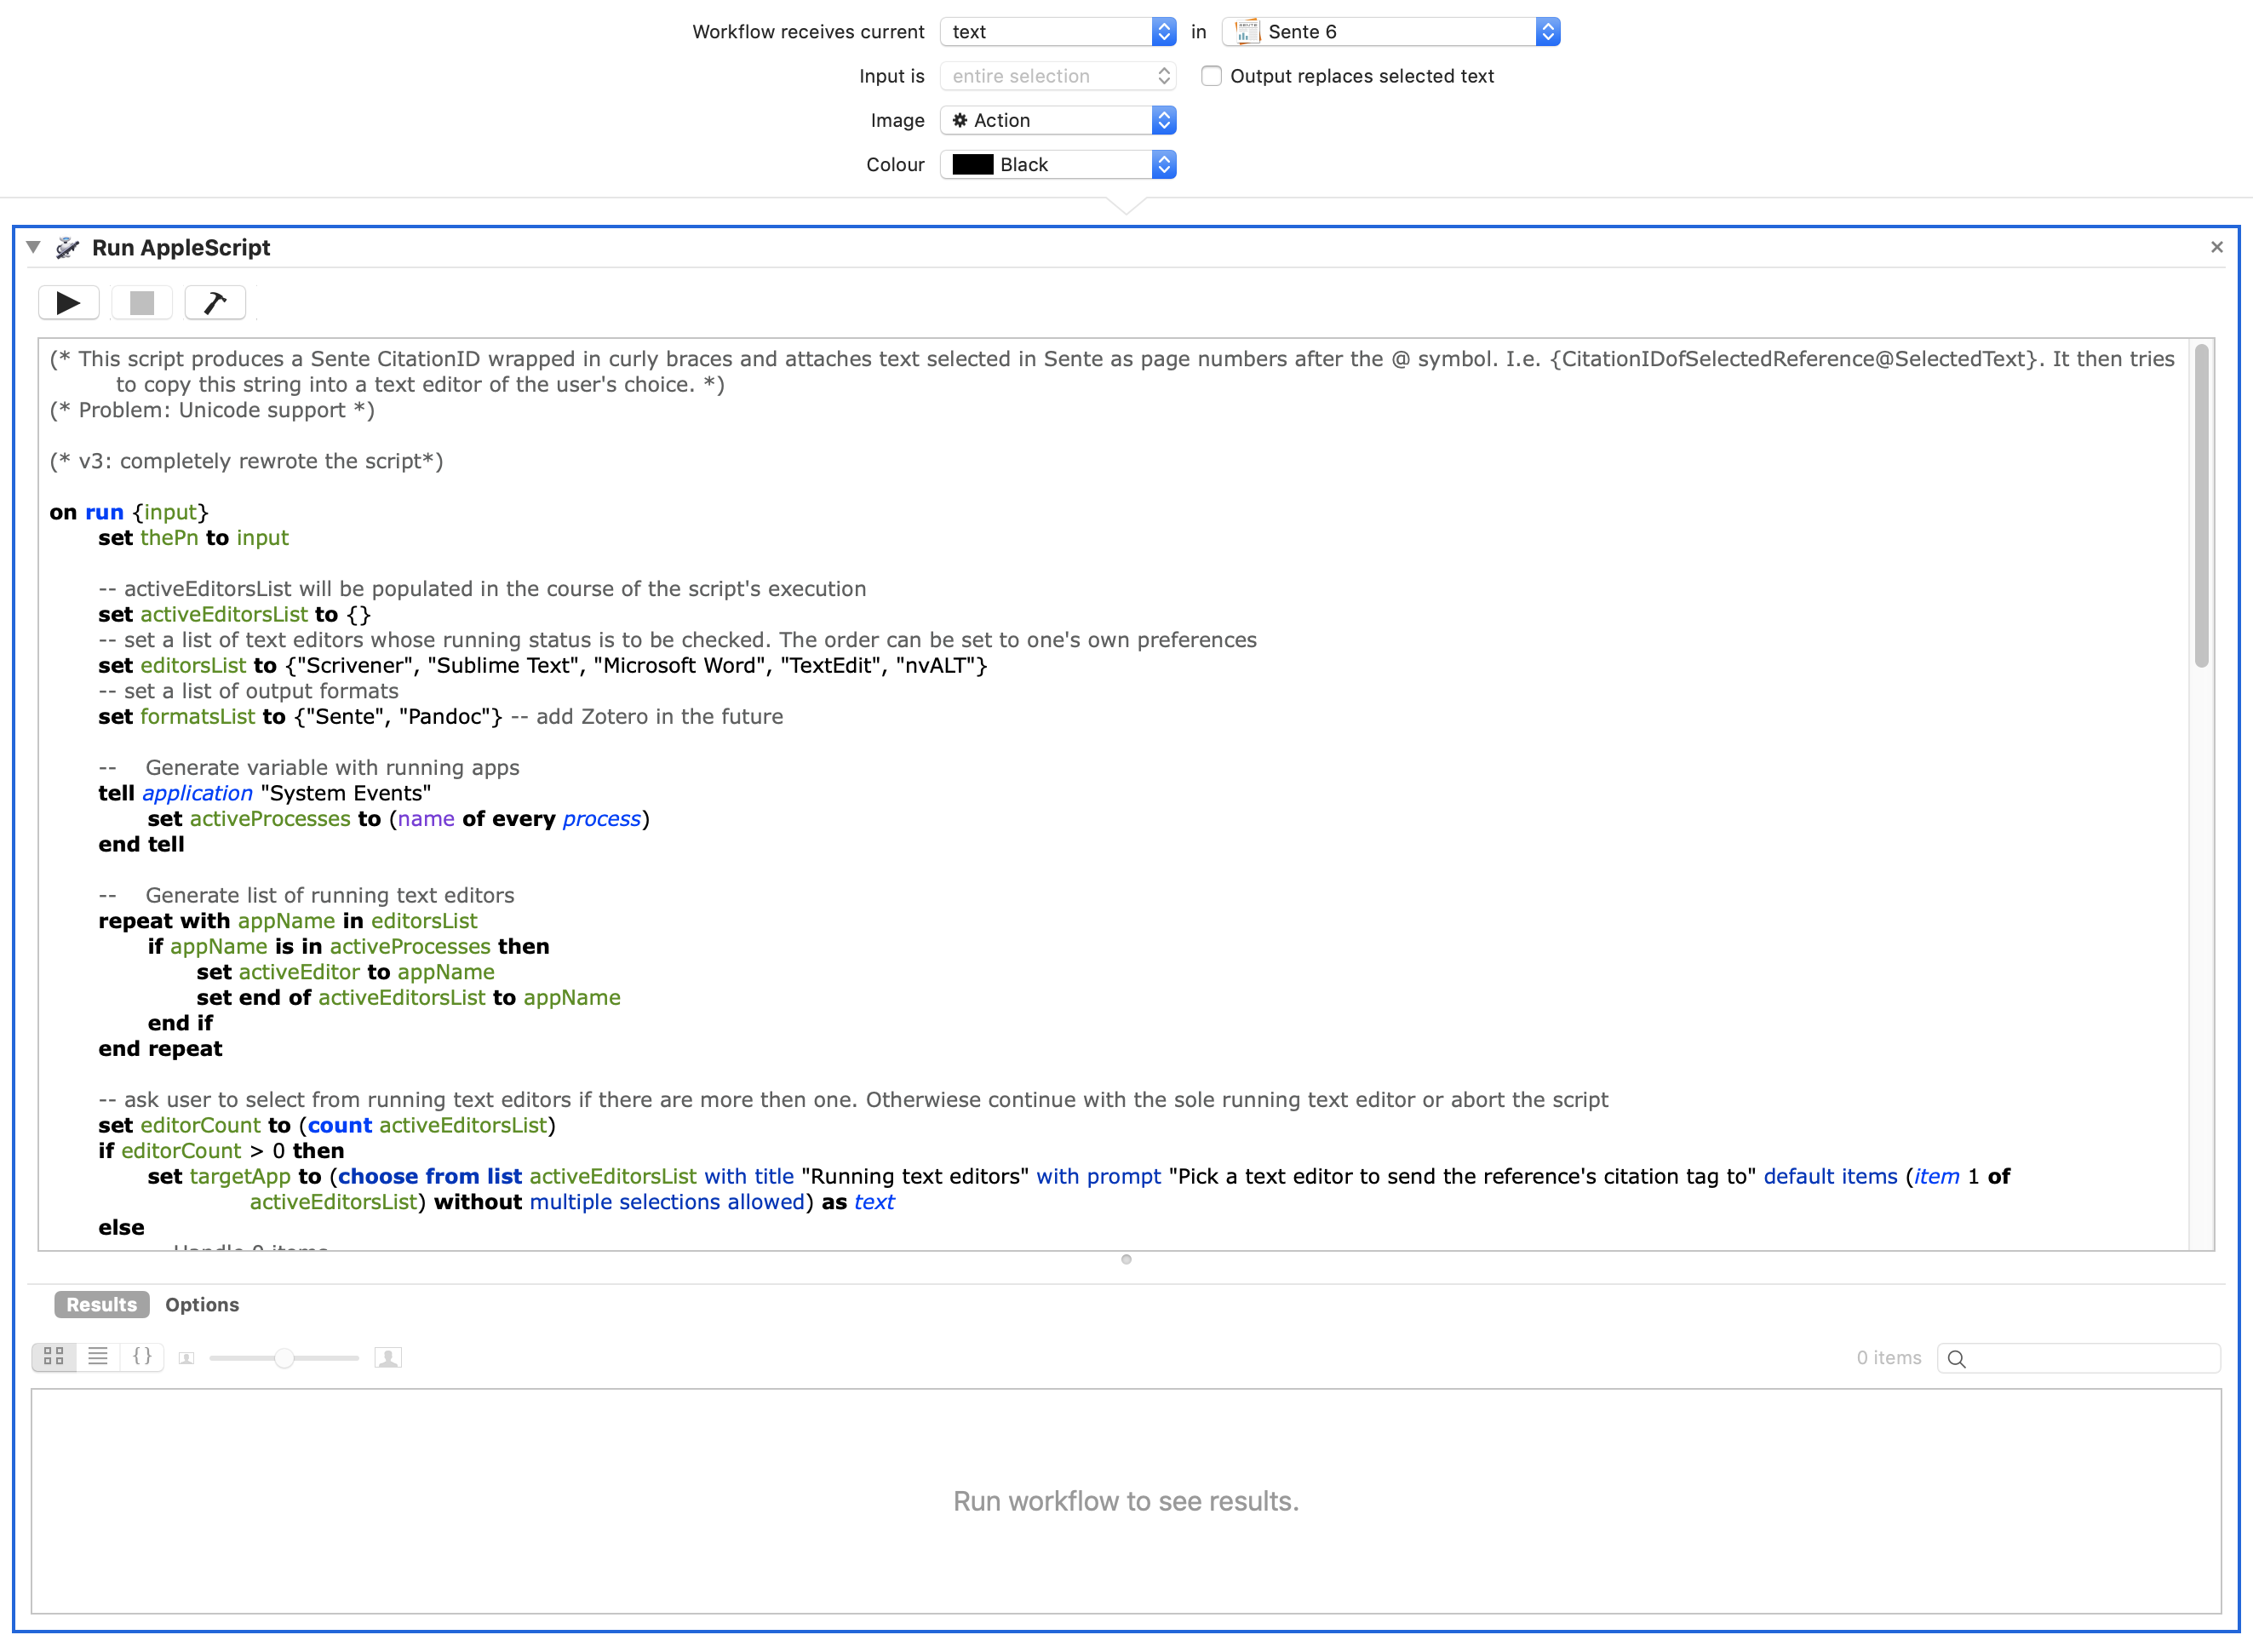 Workflow receives current text in Sente 6
Input is entire selection Output replaces selected text
Image Action
Colour Black
Run AppleScript
(* This script produces a Sente CitationID wrapped in curly braces and attaches text selected in Sente as page numbers after the @ symbol. I.e. {CitationIDofSelectedReference@SelectedText}. It then tries
to copy this string into a text editor of the user's choice. *)
(* Problem: Unicode support *)
(* v3: completely rewrote the script*)
on run {input}
set thePn to input
-- activeEditorsList will be populated in the course of the script's execution
set activeEditorsList to {}
-- set a list of text editors whose running status is to be checked. The order can be set to one's own preferences
set editorsList to {"Scrivener", "Sublime Text", "Microsoft Word", "TextEdit", "nvALT"}
-- set a list of output formats
set formatsList to {"Sente", "Pandoc"} -- add Zotero in the future
-- Generate variable with running apps
tell application "System Events"
set activeProcesses to (name of every process)
end tell
-- Generate list of running text editors
repeat with appName in editorsList
if appName is in activeProcesses then
set activeEditor to appName
set end of activeEditorsList to appName
end if
end repeat
-- ask user to select from running text editors if there are more then one. Otherwiese continue with the sole running text editor or abort the script
set editorCount to (count activeEditorsList)
if editorCount > 0 then
set targetApp to (choose from list activeEditorsList with title "Running text editors" with prompt "Pick a text editor to send the reference's citation tag to" default items (item 1 of
activeEditorsList) without multiple selections allowed) as text
else
Results Options
{} 0 items
Run workflow to see results.